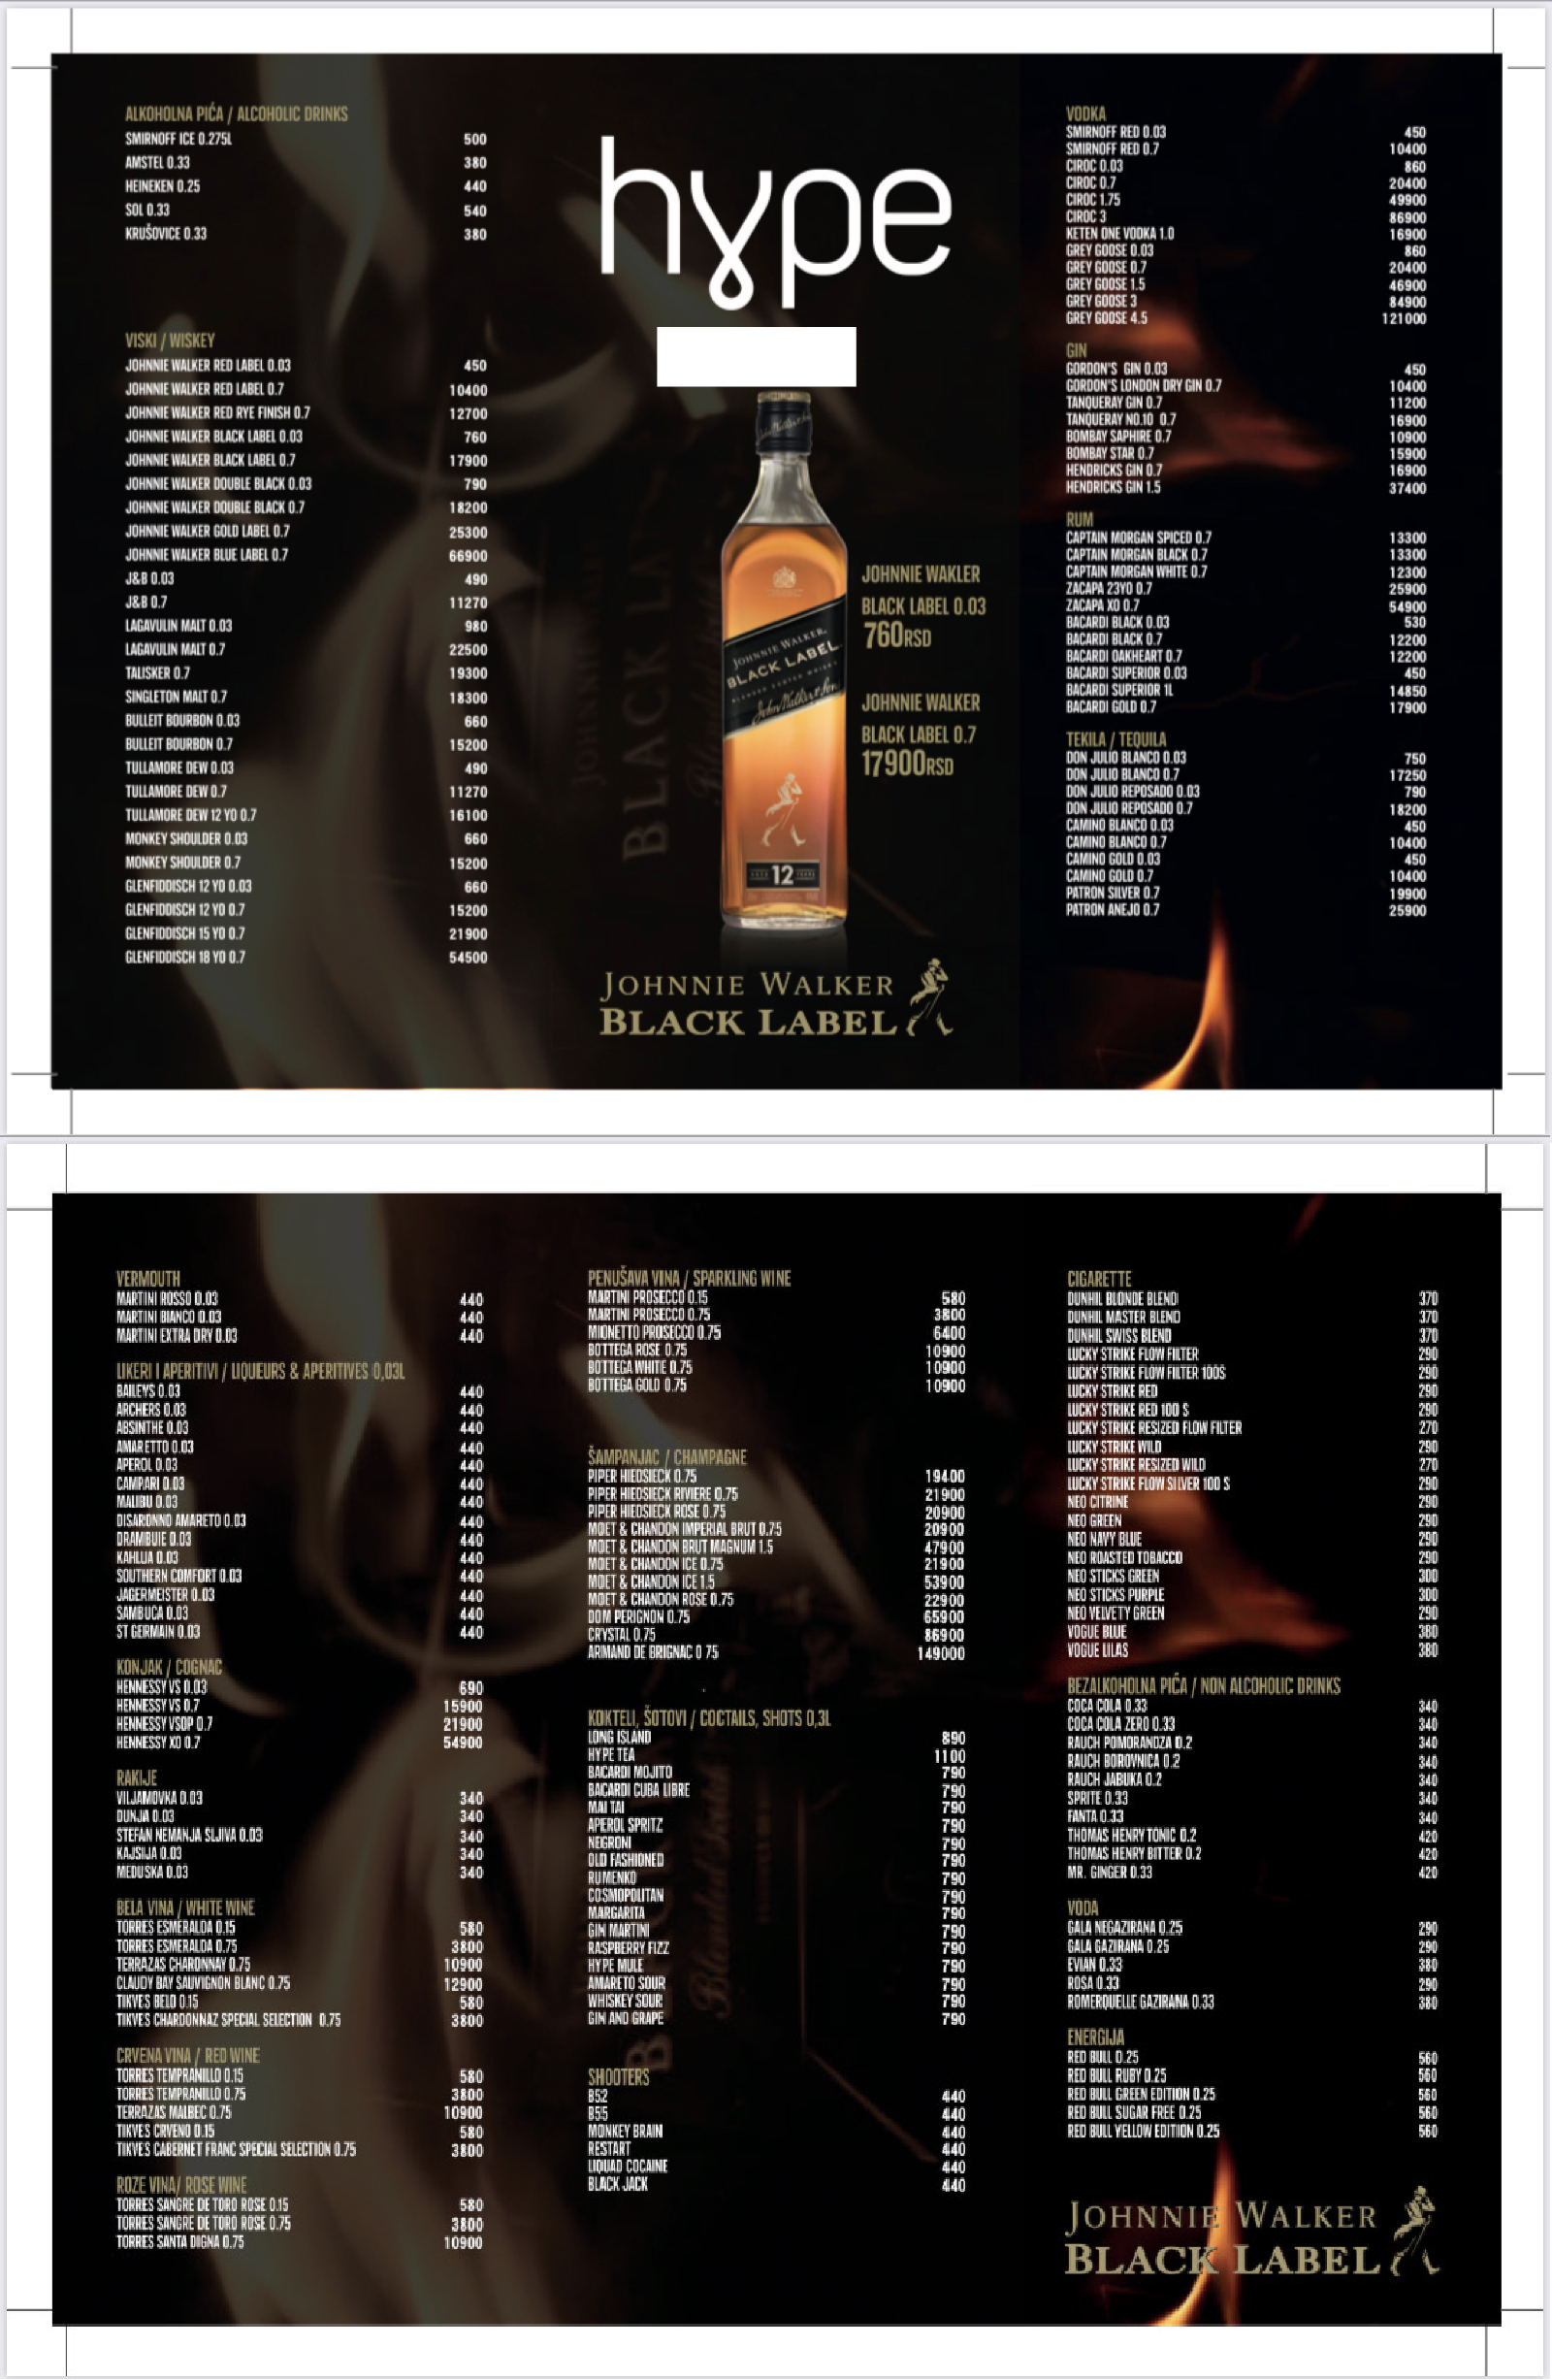 ALKOHOLNA PIĆA / ALCOHOLIC DRINKS
SMIRNOFF ICE 0.275L 500
AMSTEL 0.33 380
HEINEKEN 0.25 440
SOL 0.33 540
KRUŠOVICE 0.33 380
VISKI / WISKEY
JOHNNIE WALKER RED LABEL 0.03 450
JOHNNIE WALKER RED LABEL 0.7 10400
JOHNNIE WALKER RED RYE FINISH 0.7 12700
JOHNNIE WALKER BLACK LABEL 0.03 760
JOHNNIE WALKER BLACK LABEL 0.7 17900
JOHNNIE WALKER DOUBLE BLACK 0.03 790
JOHNNIE WALKER DOUBLE BLACK 0.7 18200
JOHNNIE WALKER GOLD LABEL 0.7 25300
JOHNNIE WALKER BLUE LABEL 0.7 66900
J&B 0.03 490
J&B 0.7 11270
LAGAVULIN MALT 0.03 980
LAGAVULIN MALT 0.7 22500
TALISKER 0.7 19300
SINGLETON MALT 0.7 18300
BULLEIT BOURBON 0.03 660
BULLEIT BOURBON 0.7 15200
TULLAMORE DEW 0.03 490
TULLAMORE DEW 0.7 11270
TULLAMORE DEW 12 YO 0.7 16100
MONKEY SHOULDER 0.03 660
MONKEY SHOULDER 0.7 15200
GLENFIDDISCH 12 YO 0.03 660
GLENFIDDISCH 12 YO 0.7 15200
GLENFIDDISCH 15 YO 0.7 21900
GLENFIDDISCH 18 YO 0.7 54500
hype
JOHNNIE WALKER
BLACK LABEL
12
JOHNNIE WAKLER
BLACK LABEL 0.03
760RSD
JOHNNIE WALKER
BLACK LABEL 0.7
17900RSD
JOHNNIE WALKER
BLACK LABEL
VODKA
SMIRNOFF RED 0.03 450
SMIRNOFF RED 0.7 10400
CIROC 0.03 860
CIROC 0.7 20400
CIROC 1.75 49900
CIROC 3 86900
KETEN ONE VODKA 1.0 16900
GREY GOOSE 0.03 860
GREY GOOSE 0.7 20400
GREY GOOSE 1.5 46900
GREY GOOSE 3 84900
GREY GOOSE 4.5 121000
GIN
GORDON'S GIN 0.03 450
GORDON'S LONDON DRY GIN 0.7 10400
TANQUERAY GIN 0.7 11200
TANQUERAY NO.10 0.7 16900
BOMBAY SAPHIRE 0.7 10900
BOMBAY STAR 0.7 15900
HENDRICKS GIN 0.7 16900
HENDRICKS GIN 1.5 37400
RUM
CAPTAIN MORGAN SPICED 0.7 13300
CAPTAIN MORGAN BLACK 0.7 13300
CAPTAIN MORGAN WHITE 0.7 12300
ZACAPA 23YO 0.7 25900
ZACAPA XO 0.7 54900
BACARDI BLACK 0.03 530
BACARDI BLACK 0.7 12200
BACARDI OAKHEART 0.7 12200
BACARDI SUPERIOR 0.03 450
BACARDI SUPERIOR 1L 14850
BACARDI GOLD 0.7 17900
TEKILA / TEQUILA
DON JULIO BLANCO 0.03 750
DON JULIO BLANCO 0.7 17250
DON JULIO REPOSADO 0.03 790
DON JULIO REPOSADO 0.7 18200
CAMINO BLANCO 0.03 450
CAMINO BLANCO 0.7 10400
CAMINO GOLD 0.03 450
CAMINO GOLD 0.7 10400
PATRON SILVER 0.7 19900
PATRON ANEJO 0.7 25900
VERMOUTH
MARTINI ROSSO 0.03 440
MARTINI BIANCO 0.03 440
MARTINI EXTRA DRY 0.03 440
LIKERI I APERITIVI / LIQUEURS & APERITIVES 0,03L
BAILEYS 0.03 440
ARCHERS 0.03 440
ABSINTHE 0.03 440
AMARETTO 0.03 440
APEROL 0.03 440
CAMPARI 0.03 440
MALIBU 0.03 440
DISARONNO AMARETO 0.03 440
DRAMBUIE 0.03 440
KAHLUA 0.03 440
SOUTHERN COMFORT 0.03 440
JAGERMEISTER 0.03 440
SAMBUCA 0.03 440
ST GERMAIN 0.03 440
KONJAK / COGNAC
HENNESSY VS 0.03 690
HENNESSY VS 0.7 15900
HENNESSY VSOP 0.7 21900
HENNESSY XO 0.7 54900
RAKIJE
VILJAMOVKA 0.03 340
DUNJA 0.03 340
STEFAN NEMANJA SLJIVA 0.03 340
KAJSIJA 0.03 340
MEDUSKA 0.03 340
BELA VINA / WHITE WINE
TORRES ESMERALDA 0.15 580
TORRES ESMERALDA 0.75 3800
TERRAZAS CHARDNNAY 0.75 10900
CLAUDY BAY SAUVIGNON BLANC 0.75 12900
TIKVES BELO 0.15 580
TIKVES CHARDONNAZ SPECIAL SELECTION 0.75 3800
CRVENA VINA / RED WINE
TORRES TEMPRANILLO 0.15 580
TORRES TEMPRANILLO 0.75 3800
TERRAZAS MALBEC 0.75 10900
TIKVES CRVENO 0.15 580
TIKVES CABERNET FRANC SPECIAL SELECTION 0.75 3800
ROZE VINA/ ROSE WINE
TORRES SANGRE DE TORO ROSE 0.15 580
TORRES SANGRE DE TORO ROSE 0.75 3800
TORRES SANTA DIGNA 0.75 10900
PENUŠAVA VINA / SPARKLING WINE
MARTINI PROSECCO 0.15 580
MARTINI PROSECCO 0.75 3800
MIONETTO PROSECCO 0.75 6400
BOTTEGA ROSE 0.75 10900
BOTTEGA WHITE 0.75 10900
BOTTEGA GOLD 0.75 10900
ŠAMPANJAC / CHAMPAGNE
PIPER HIEDSIECK 0.75 19400
PIPER HIEDSIECK RIVIERE 0.75 21900
PIPER HIEDSIECK ROSE 0.75 20900
MOET & CHANDON IMPERIAL BRUT 0.75 20900
MOET & CHANDON BRUT MAGNUM 1.5 47900
MOET & CHANDON ICE 0.75 21900
MOET & CHANDON ICE 1.5 53900
MOET & CHANDON ROSE 0.75 22900
DOM PERIGNON 0.75 65900
CRYSTAL 0.75 86900
ARMAND DE BRIGNAC 0 75 149000
KOKTELI, ŠOTOVI / COCTAILS, SHOTS 0,3L
LONG ISLAND 890
HYPE TEA 1100
BACARDI MOJITO 790
BACARDI CUBA LIBRE 790
MAI TAI 790
APEROL SPRITZ 790
NEGRONI 790
OLD FASHIONED 790
RUMENKO 790
COSMOPOLITAN 790
MARGARITA 790
GIN MARTINI 790
RASPBERRY FIZZ 790
HYPE MULE 790
AMARETO SOUR 790
WHISKEY SOUR 790
GIN AND GRAPE 790
SHOOTERS
B52 440
B55 440
MONKEY BRAIN 440
RESTART 440
LIQUAD COCAINE 440
BLACK JACK 440
CIGARETTE
DUNHIL BLONDE BLEND 370
DUNHIL MASTER BLEND 370
DUNHIL SWISS BLEND 370
LUCKY STRIKE FLOW FILTER 290
LUCKY STRIKE FLOW FILTER 100S 290
LUCKY STRIKE RED 290
LUCKY STRIKE RED 100 S 290
LUCKY STRIKE RESIZED FLOW FILTER 270
LUCKY STRIKE WILD 290
LUCKY STRIKE RESIZED WILD 270
LUCKY STRIKE FLOW SILVER 100 S 290
NEO CITRINE 290
NEO GREEN 290
NEO NAVY BLUE 290
NEO ROASTED TOBACCO 290
NEO STICKS GREEN 300
NEO STICKS PURPLE 300
NEO VELVETY GREEN 290
VOGUE BLUE 380
VOGUE LILAS 380
BEZALKOHOLNA PIĆA / NON ALCOHOLIC DRINKS
COCA COLA 0.33 340
COCA COLA ZERO 0.33 340
RAUCH POMORANDZA 0.2 340
RAUCH BOROVNICA 0.2 340
RAUCH JABUKA 0.2 340
SPRITE 0.33 340
FANTA 0.33 340
THOMAS HENRY TONIC 0.2 420
THOMAS HENRY BITTER 0.2 420
MR. GINGER 0.33 420
VODA
GALA NEGAZIRANA 0.25 290
GALA GAZIRANA 0.25 290
EVIAN 0.33 380
ROSA 0.33 290
ROMERQUELLE GAZIRANA 0.33 380
ENERGIJA
RED BULL 0.25 560
RED BULL RUBY 0.25 560
RED BULL GREEN EDITION 0.25 560
RED BULL SUGAR FREE 0.25 560
RED BULL YELLOW EDITION 0.25 560
JOHNNIE WALKER
BLACK LABEL